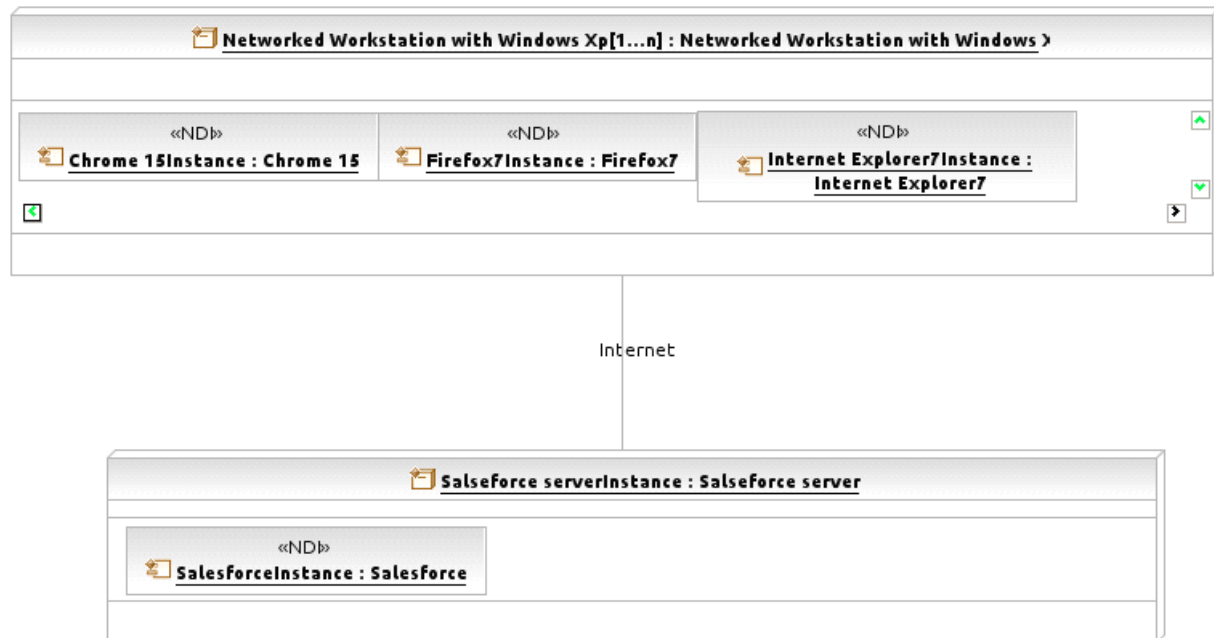 Networked Workstation with Windows Xp[1...n] : Networked Workstation with Windows X
«NDI»
Chrome 15Instance : Chrome 15
«NDI»
Firefox7Instance : Firefox7
«NDI»
Internet Explorer7Instance :
Internet Explorer7
Internet
Salseforce serverInstance : Salseforce server
«NDI»
SalesforceInstance : Salesforce